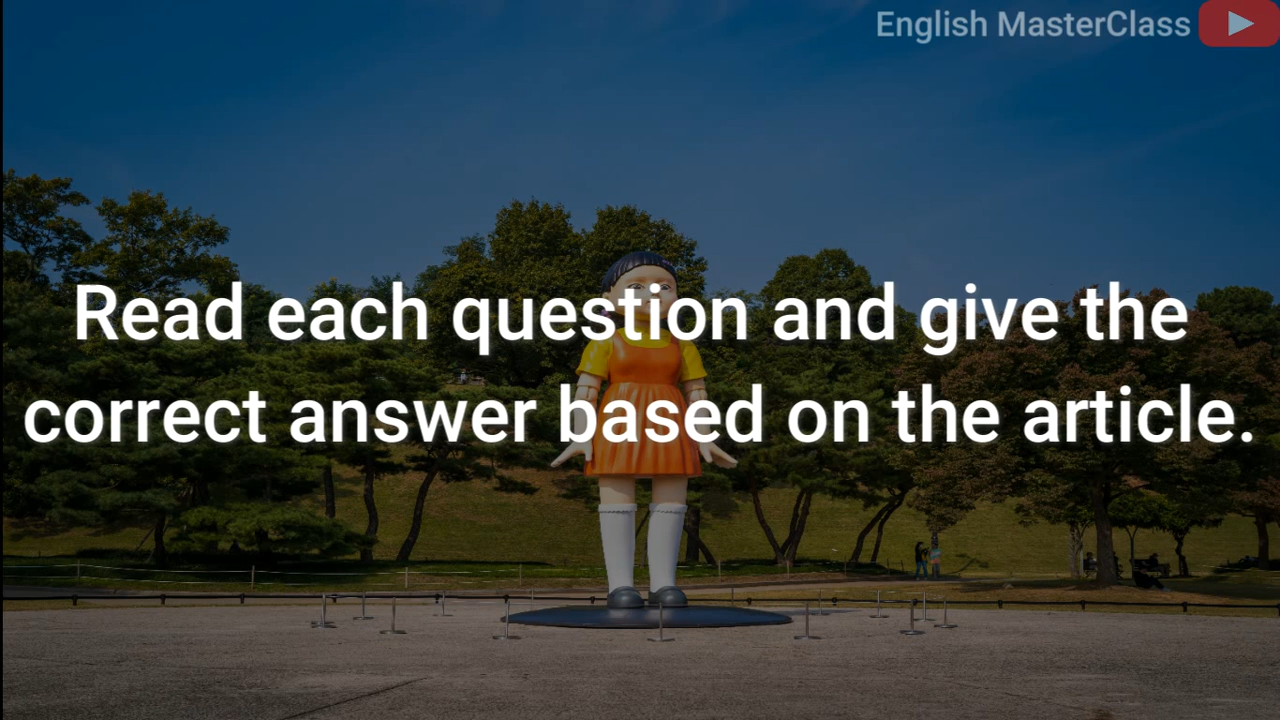 English MasterClass
Read each question and give the
correct answer based on the article.